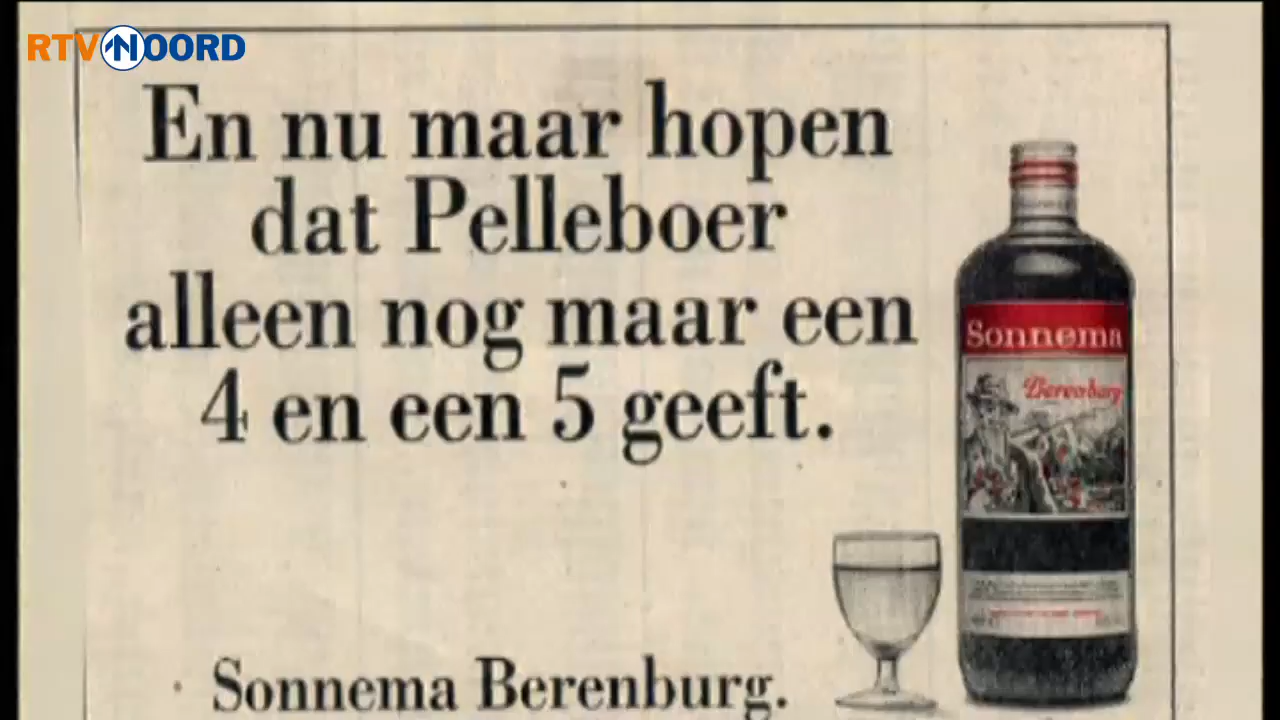 RTV NOORD
En nu maar hopen
dat Pelleboer
alleen nog maar een
4 en een 5 geeft.
Sonnema
Berenburg
Sonnema Berenburg.